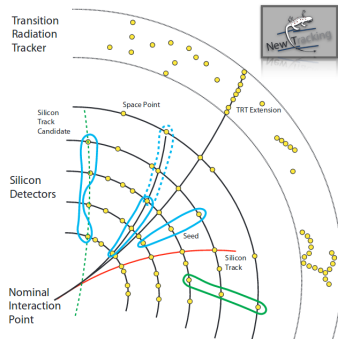 Transition
Radiation
Tracker
New Tracking
Space Point
TRT Extension
Silicon
Track
Candidate
Silicon
Detectors
Seed
Silicon
Track
Nominal
Interaction
Point